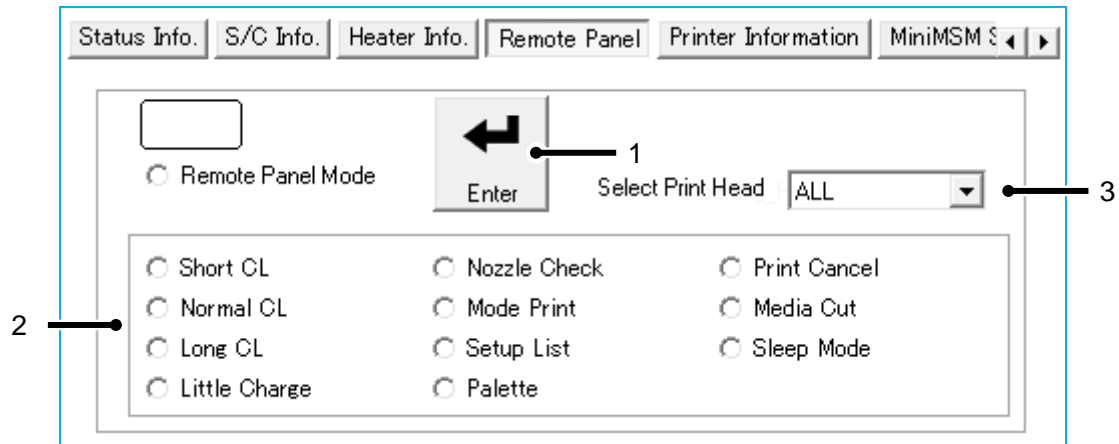 Status Info. S/C Info. Heater Info. Remote Panel Printer Information MiniMSM
Remote Panel Mode
Enter
1
Select Print Head ALL
3
Short CL Nozzle Check Print Cancel
Normal CL Mode Print Media Cut
2
Long CL Setup List Sleep Mode
Little Charge Palette